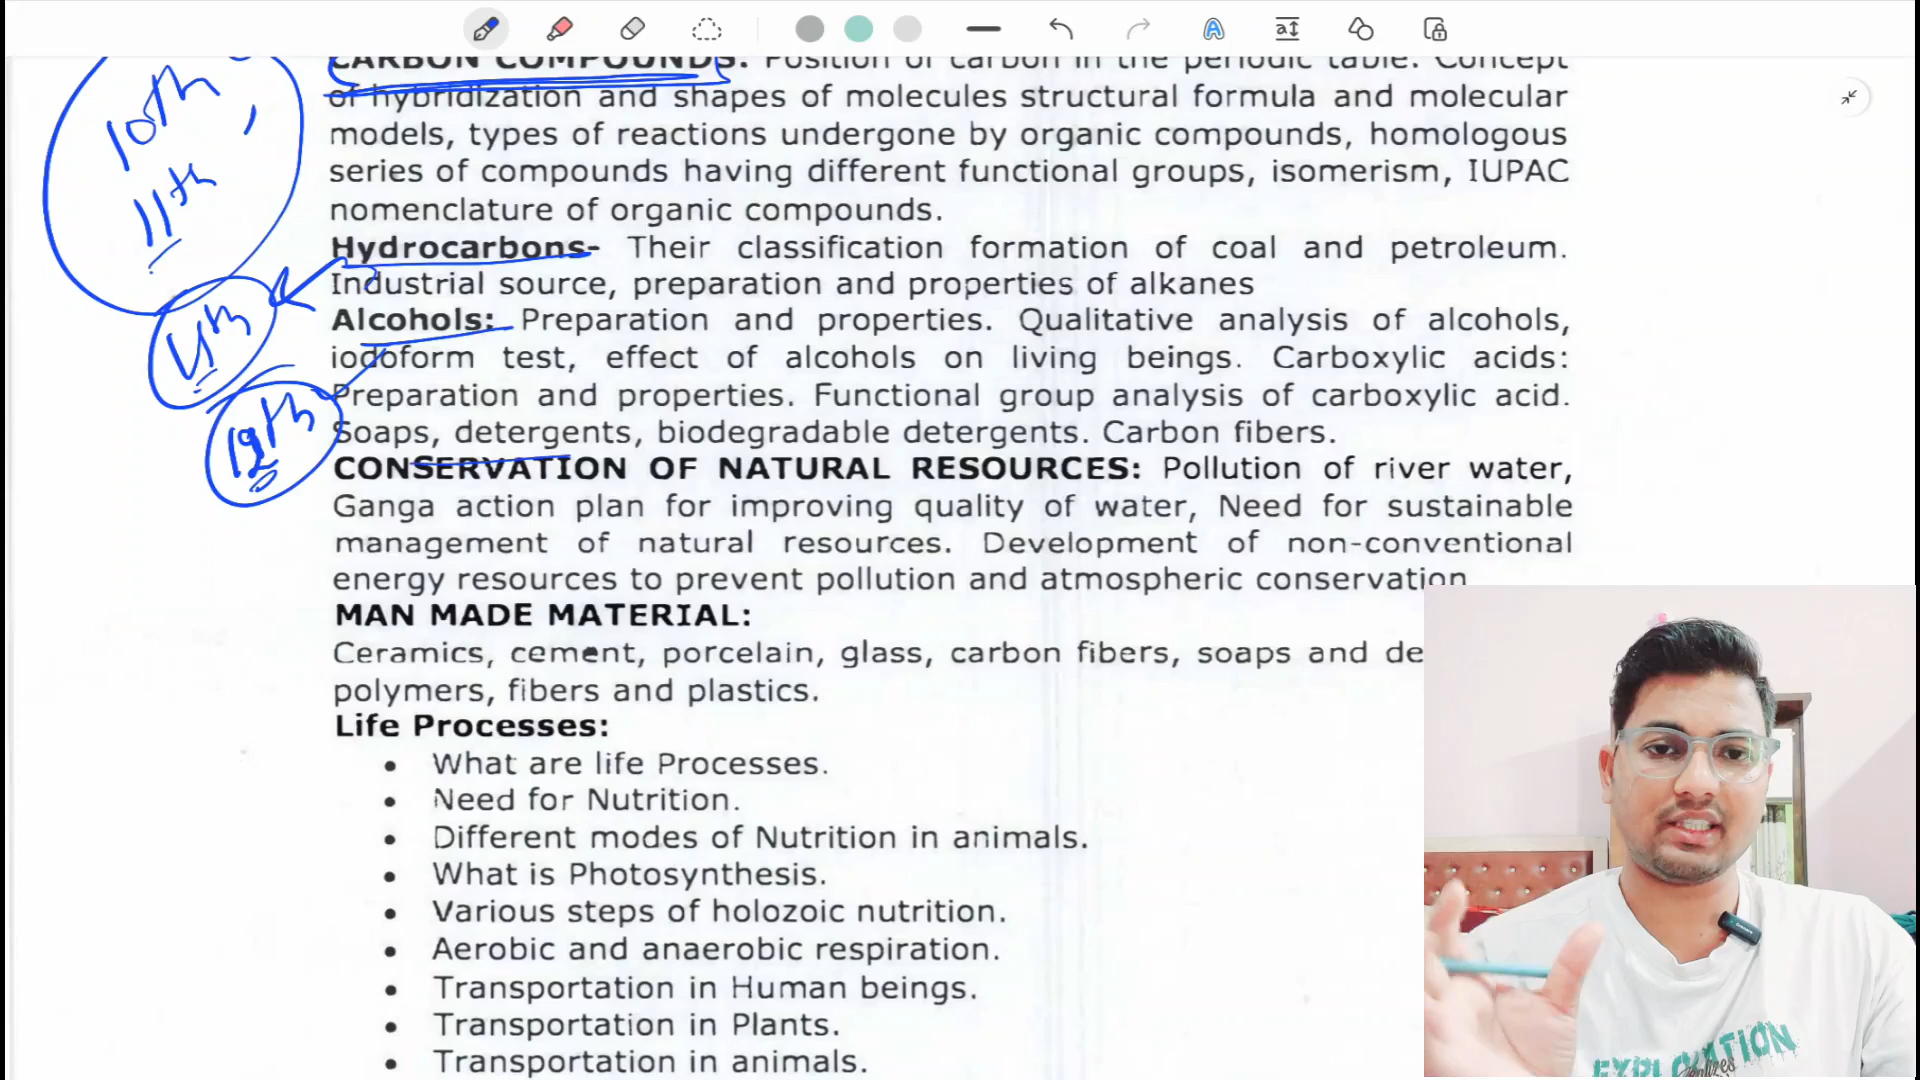 CARBON COMPOUNDS: Position of carbon in the periodic table. Concept
10th
of hybridization and shapes of molecules structural formula and molecular
models, types of reactions undergone by organic compounds, homologous
11th
series of compounds having different functional groups, isomerism, IUPAC
nomenclature of organic compounds.
Hydrocarbons- Their classification formation of coal and petroleum.
Industrial source, preparation and properties of alkanes
Alcohols: Preparation and properties. Qualitative analysis of alcohols,
iodoform test, effect of alcohols on living beings. Carboxylic acids:
Preparation and properties. Functional group analysis of carboxylic acid.
12th
Soaps, detergents, biodegradable detergents. Carbon fibers.
CONSERVATION OF NATURAL RESOURCES: Pollution of river water,
Ganga action plan for improving quality of water, Need for sustainable
management of natural resources. Development of non-conventional
energy resources to prevent pollution and atmospheric conservation
MAN MADE MATERIAL:
Ceramics, cement, porcelain, glass, carbon fibers, soaps and de
polymers, fibers and plastics.
Life Processes:
• What are life Processes.
• Need for Nutrition.
• Different modes of Nutrition in animals.
• What is Photosynthesis.
• Various steps of holozoic nutrition.
• Aerobic and anaerobic respiration.
• Transportation in Human beings.
• Transportation in Plants.
• Transportation in animals.